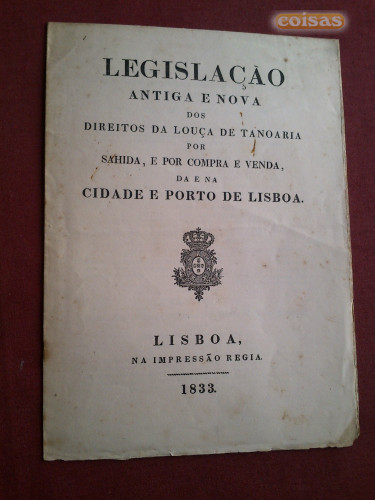 coisas
LEGISLAÇÃO
ANTIGA E NOVA
DOS
DIREITOS DA LOUÇA DE TANOARIA
POR
SAHIDA, E POR COMPRA E VENDA,
DA E NA
CIDADE E PORTO DE LISBOA.
LISBOA,
NA IMPRESSÃO REGIA.
1833.